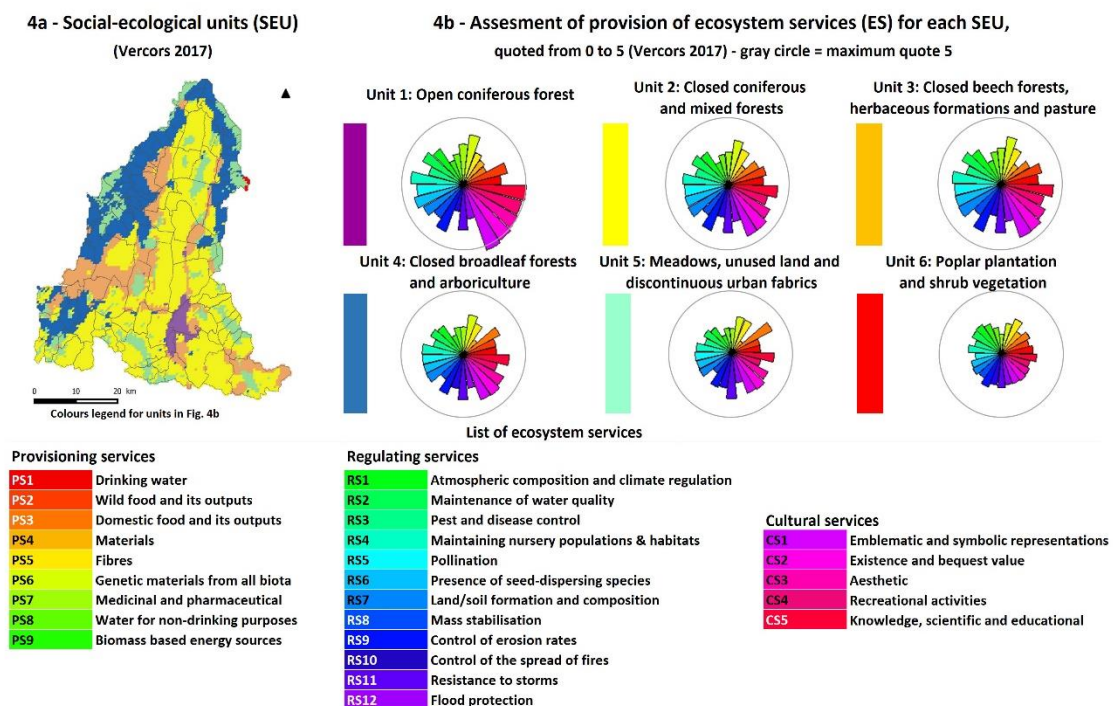 4a - Social-ecological units (SEU)
(Vercors 2017)
4b - Assesment of provision of ecosystem services (ES) for each SEU,
quoted from 0 to 5 (Vercors 2017) - gray circle = maximum quote 5
Unit 1: Open coniferous forest
Unit 2: Closed coniferous
and mixed forests
Unit 3: Closed beech forests,
herbaceous formations and pasture
Unit 4: Closed broadleaf forests
and arboriculture
Unit 5: Meadows, unused land and
discontinuous urban fabrics
Unit 6: Poplar plantation
and shrub vegetation
0 10 20 km
Colours legend for units in Fig. 4b
List of ecosystem services
Provisioning services
PS1 Drinking water
PS2 Wild food and its outputs
PS3 Domestic food and its outputs
PS4 Materials
PS5 Fibres
PS6 Genetic materials from all biota
PS7 Medicinal and pharmaceutical
PS8 Water for non-drinking purposes
PS9 Biomass based energy sources
Regulating services
RS1 Atmospheric composition and climate regulation
RS2 Maintenance of water quality
RS3 Pest and disease control
RS4 Maintaining nursery populations & habitats
RS5 Pollination
RS6 Presence of seed-dispersing species
RS7 Land/soil formation and composition
RS8 Mass stabilisation
RS9 Control of erosion rates
RS10 Control of the spread of fires
RS11 Resistance to storms
RS12 Flood protection
Cultural services
CS1 Emblematic and symbolic representations
CS2 Existence and bequest value
CS3 Aesthetic
CS4 Recreational activities
CS5 Knowledge, scientific and educational